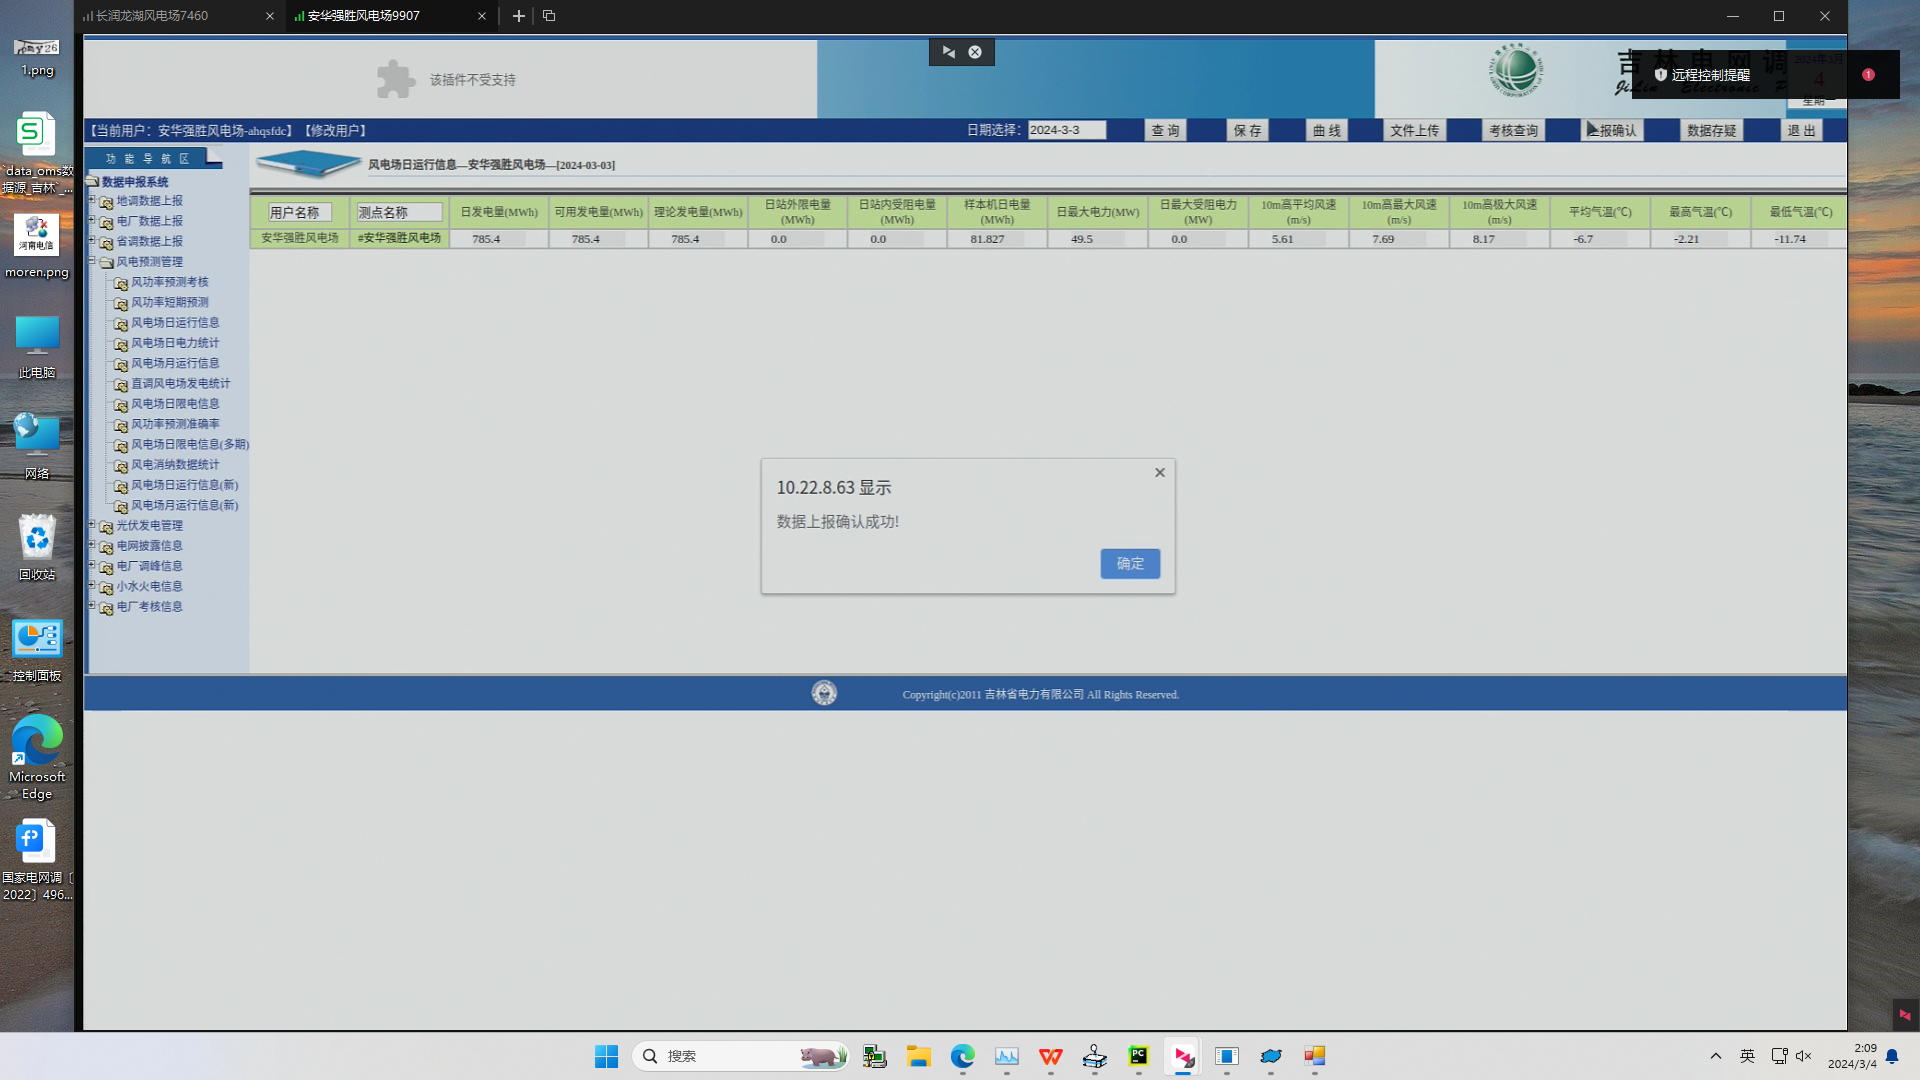 长润龙湖风电场7460
安华强胜风电场9907
1.png
`data_oms数
据源_吉林`_...
moren.png
此电脑
网络
回收站
控制面板
Microsoft
Edge
国家电网调〔
2022〕496...
该插件不受支持
吉林电网调
JiLin Electronic P
2024年3月
4
星期一
远程控制提醒
1
【当前用户：安华强胜风电场-ahqsfdc】【修改用户】
日期选择：
2024-3-3
查 询
保 存
曲 线
文件上传
考核查询
上报确认
数据存疑
退 出
功 能 导 航 区
数据申报系统
地调数据上报
电厂数据上报
省调数据上报
风电预测管理
风功率预测考核
风功率短期预测
风电场日运行信息
风电场日电力统计
风电场月运行信息
直调风电场发电统计
风电场日限电信息
风功率预测准确率
风电场日限电信息(多期)
风电消纳数据统计
风电场日运行信息(新)
风电场月运行信息(新)
光伏发电管理
电网披露信息
电厂调峰信息
小水火电信息
电厂考核信息
风电场日运行信息—安华强胜风电场—[2024-03-03]
用户名称 测点名称 日发电量(MWh) 可用发电量(MWh) 理论发电量(MWh) 日站外限电量(MWh) 日站内受阻电量(MWh) 样本机日电量(MWh) 日最大电力(MW) 日最大受阻电力(MW) 10m高平均风速(m/s) 10m高最大风速(m/s) 10m高极大风速(m/s) 平均气温(℃) 最高气温(℃) 最低气温(℃)
安华强胜风电场 #安华强胜风电场 785.4 785.4 785.4 0.0 0.0 81.827 49.5 0.0 5.61 7.69 8.17 -6.7 -2.21 -11.74
10.22.8.63 显示
数据上报确认成功!
确定
Copyright(c)2011 吉林省电力有限公司 All Rights Reserved.
搜索
英
2:09
2024/3/4